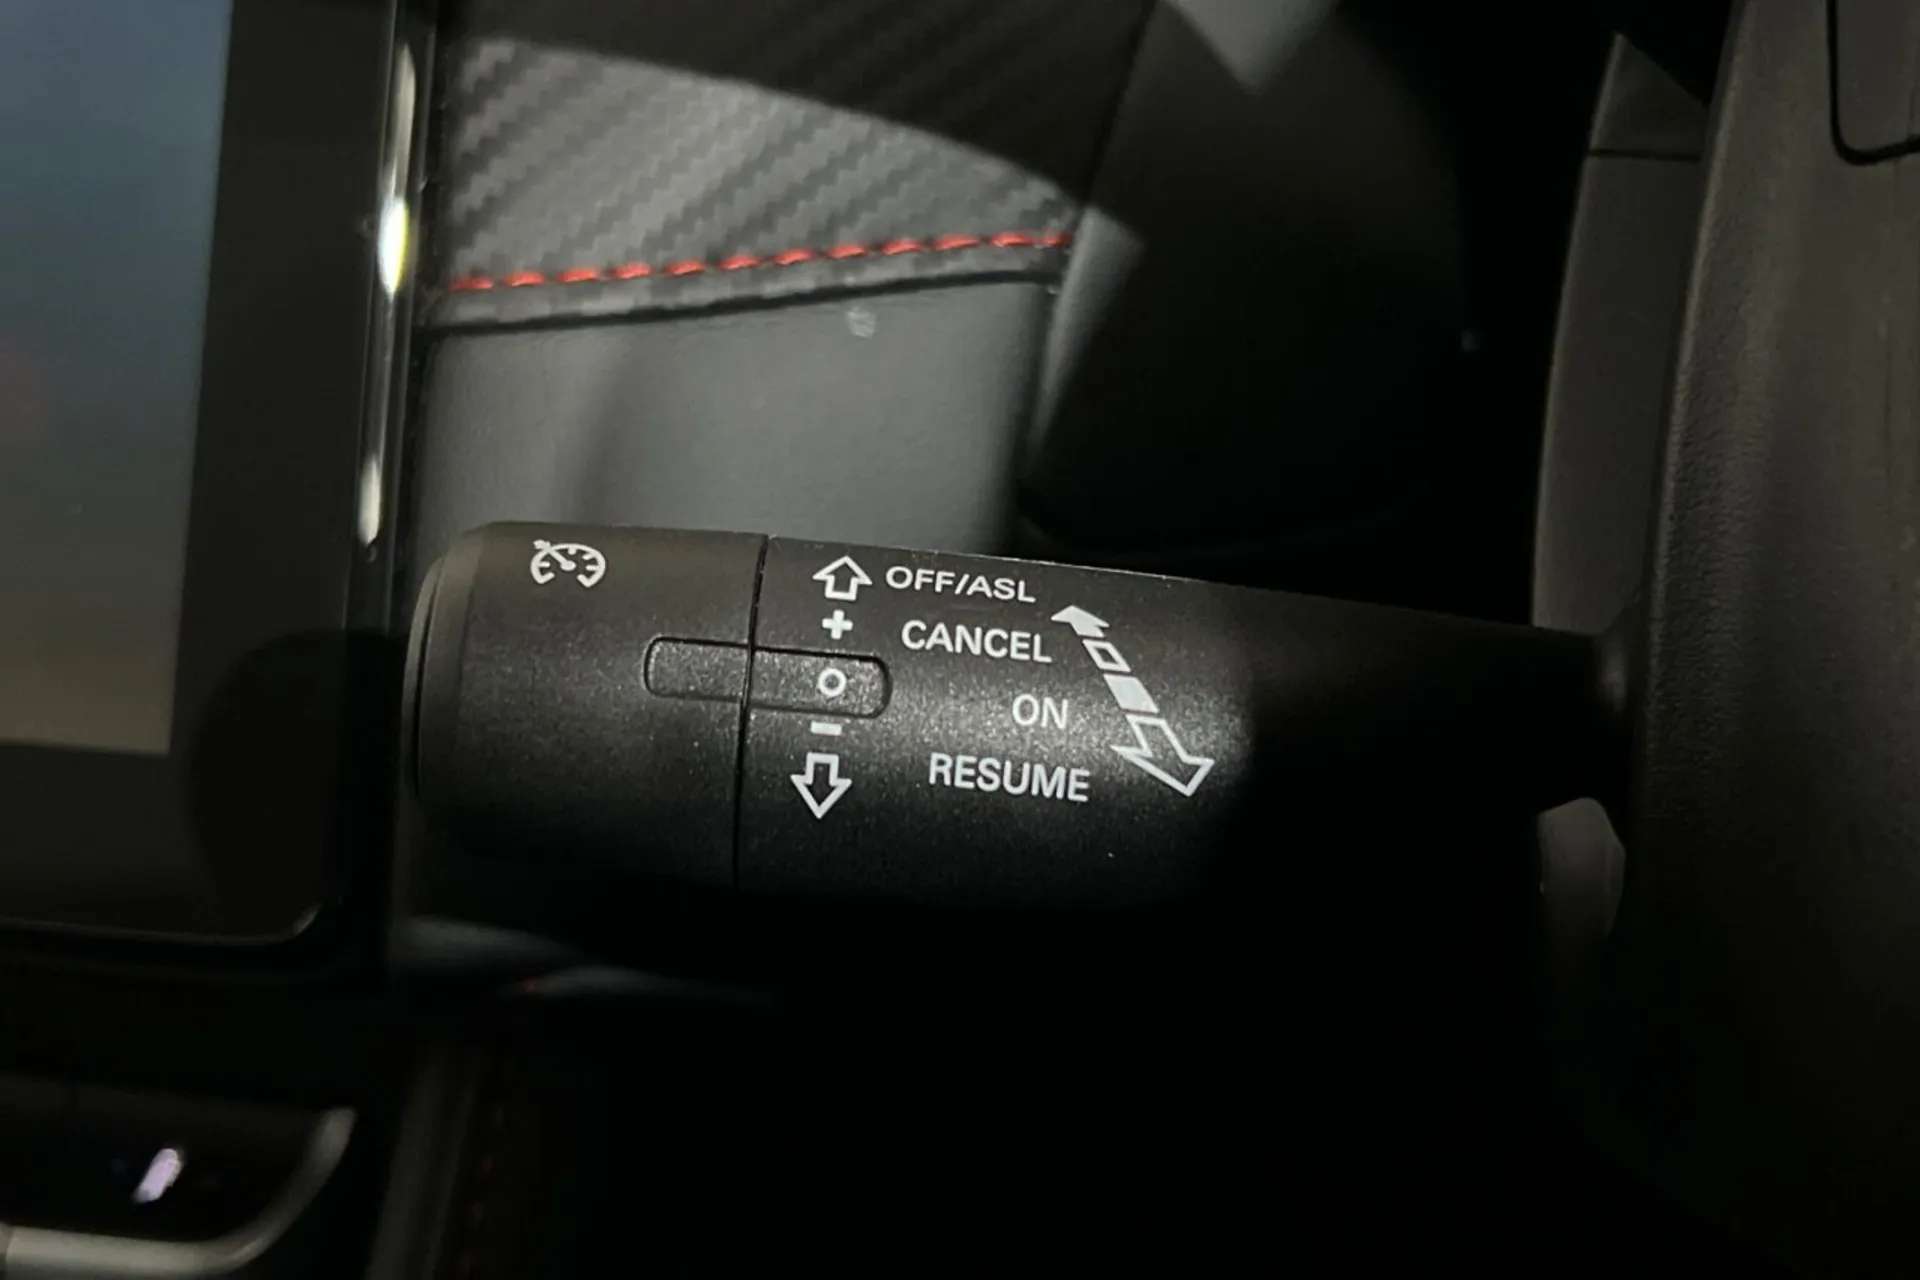 OFF/ASL
+ CANCEL
O ON
- RESUME